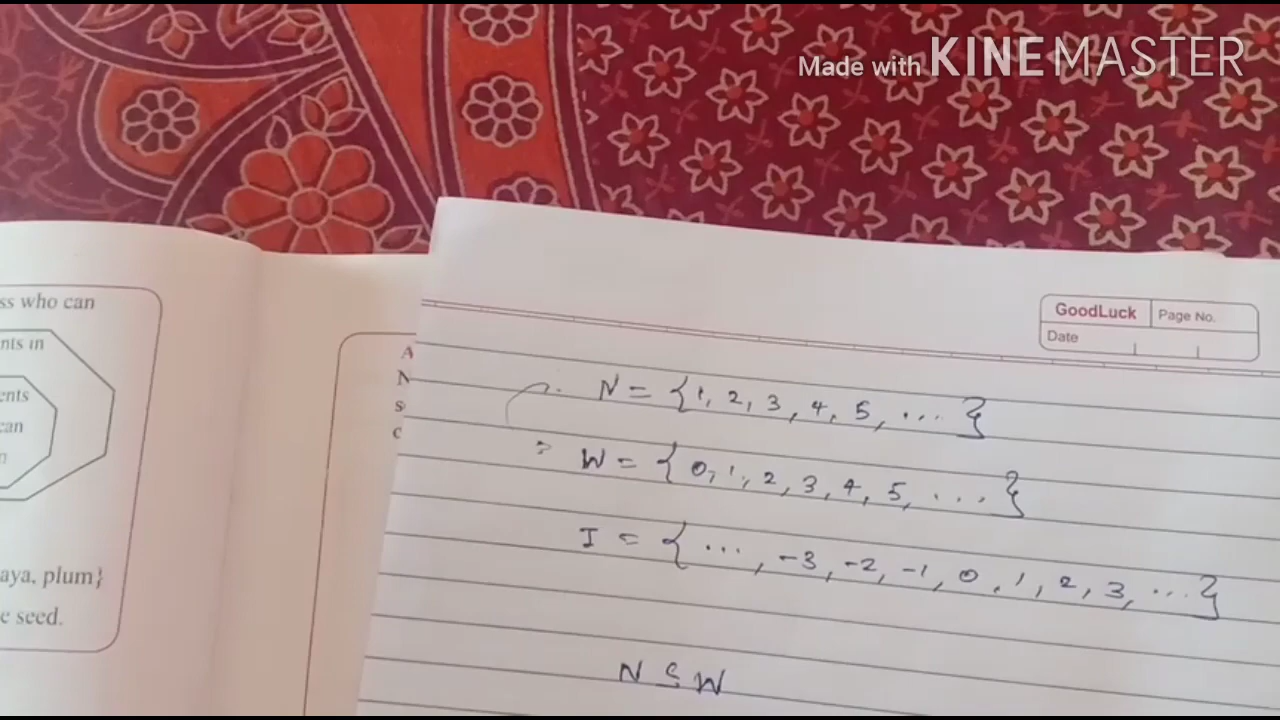 Made with KINEMASTER
ss who can
nts in
ents
can
n
aya, plum}
e seed.
A
N
s
c
GoodLuck
Page No.
Date
N = {1, 2, 3, 4, 5, ... }
W = {0, 1, 2, 3, 4, 5, ... }
I = { ..., -3, -2, -1, 0, 1, 2, 3, ... }
N ⊆ W